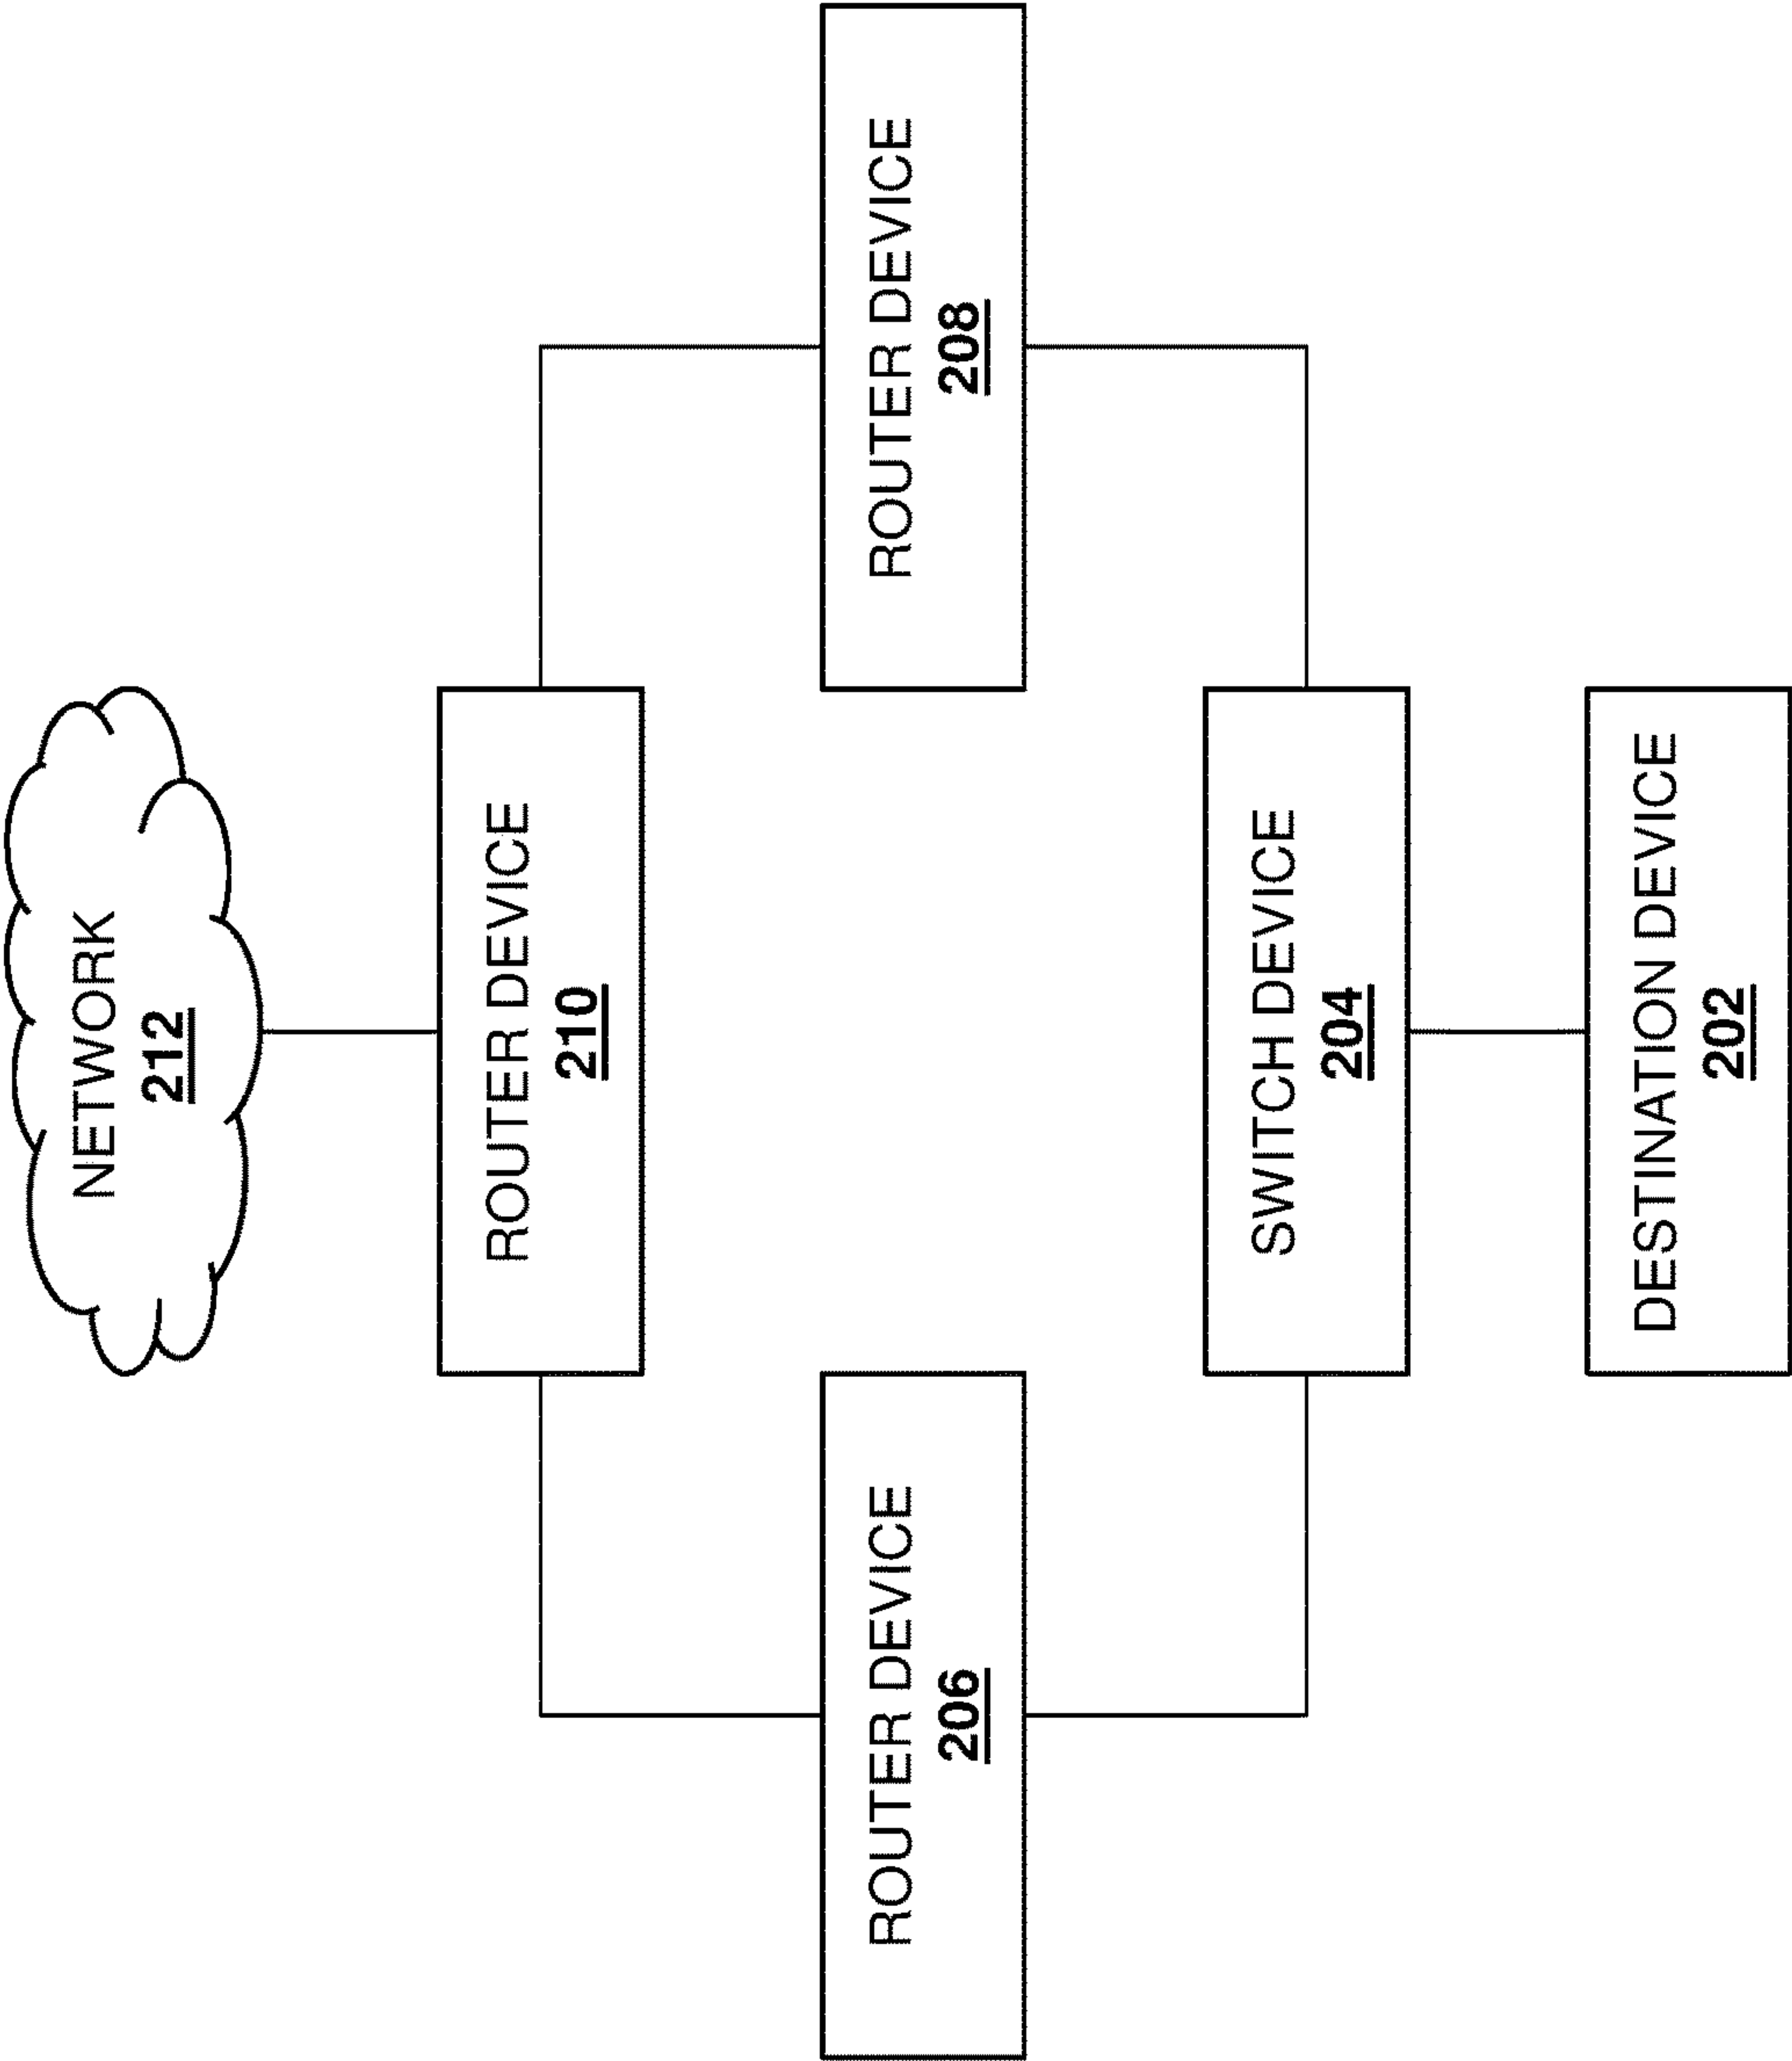 NETWORK
212
ROUTER DEVICE
210
ROUTER DEVICE
206
ROUTER DEVICE
208
SWITCH DEVICE
204
DESTINATION DEVICE
202